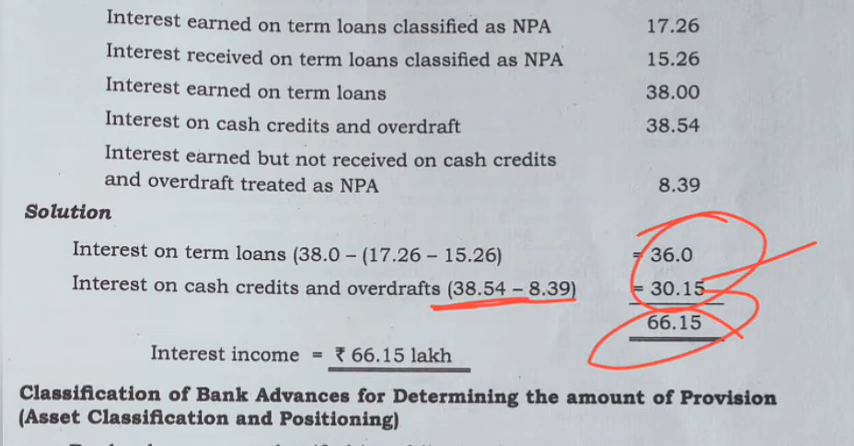 Interest earned on term loans classified as NPA 17.26
Interest received on term loans classified as NPA 15.26
Interest earned on term loans 38.00
Interest on cash credits and overdraft 38.54
Interest earned but not received on cash credits
and overdraft treated as NPA 8.39
Solution
Interest on term loans (38.0 – (17.26 – 15.26) = 36.0
Interest on cash credits and overdrafts (38.54 – 8.39) = 30.15
66.15
Interest income = ₹ 66.15 lakh
Classification of Bank Advances for Determining the amount of Provision
(Asset Classification and Positioning)